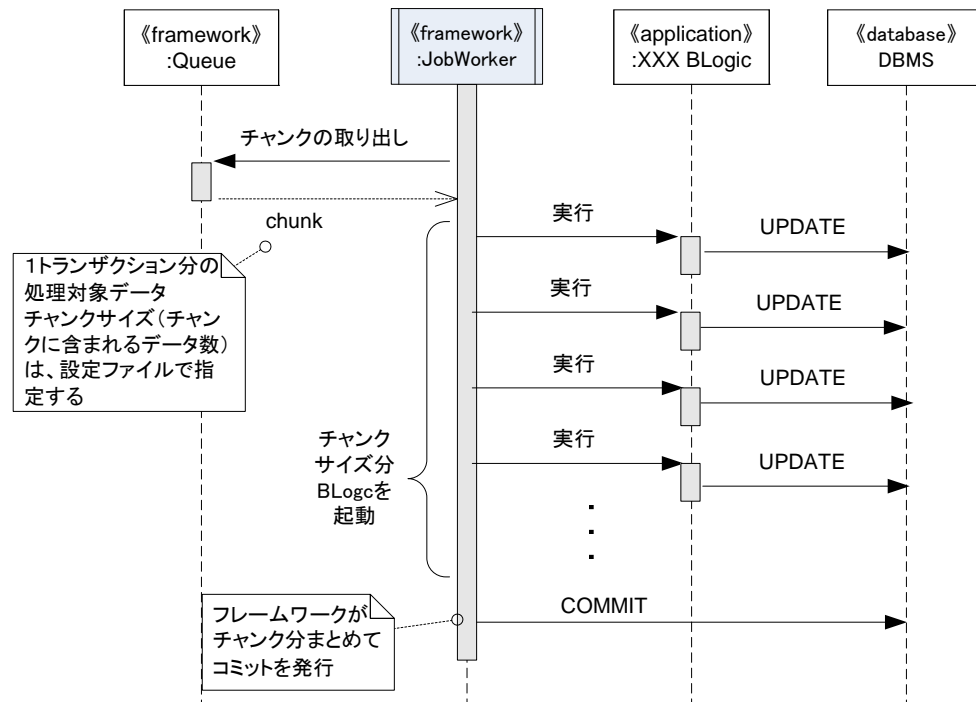 《framework》
:Queue
《framework》
:JobWorker
《application》
:XXX BLogic
《database》
DBMS
チャンクの取り出し
chunk
1トランザクション分の
処理対象データ
チャンクサイズ(チャン
クに含まれるデータ数)
は、設定ファイルで指
定する
実行
UPDATE
実行
UPDATE
実行
UPDATE
実行
UPDATE
チャンク
サイズ分
BLogcを
起動
フレームワークが
チャンク分まとめて
コミットを発行
COMMIT